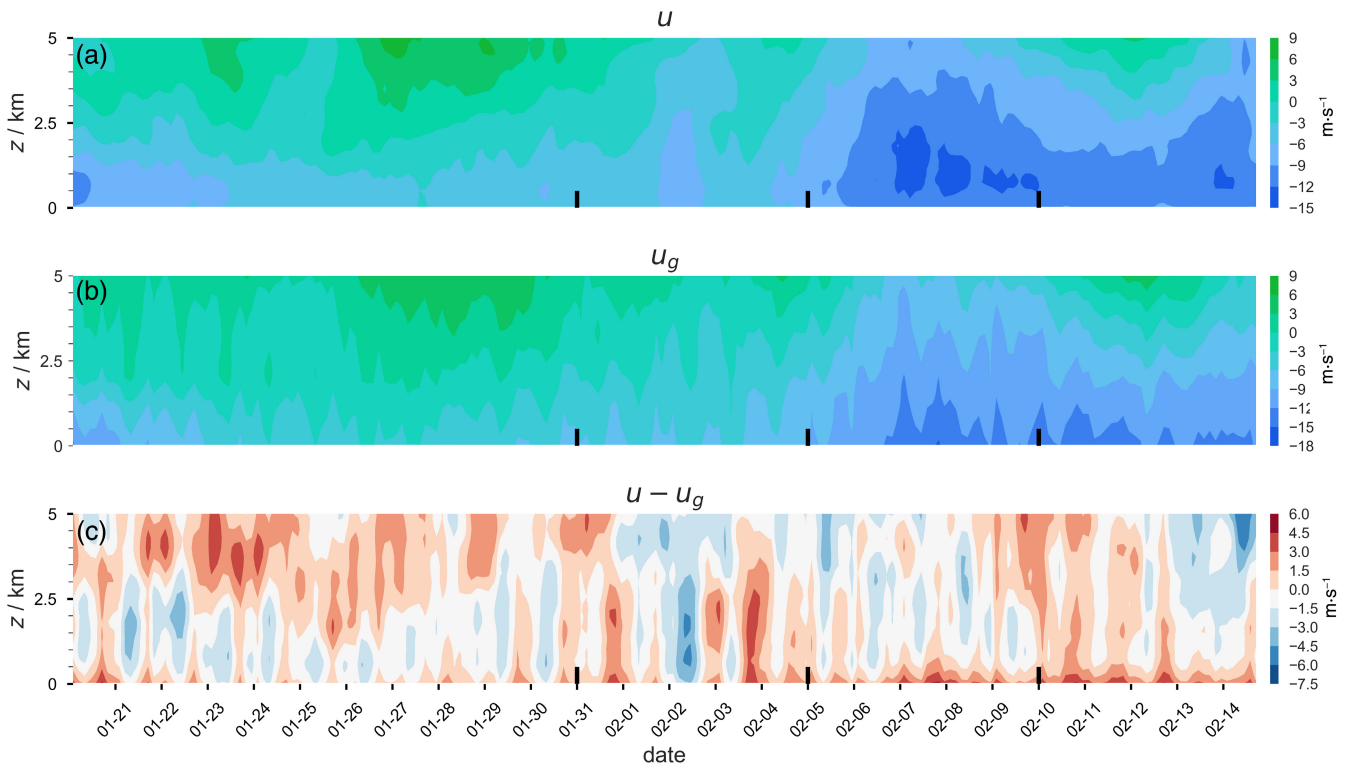 u
(a)
5
2.5
0
z / km
9
6
3
0
−3
−6
−9
−12
−15
m·s⁻¹
u_g
(b)
5
2.5
0
z / km
9
6
3
0
−3
−6
−9
−12
−15
−18
m·s⁻¹
u − u_g
(c)
5
2.5
0
z / km
6.0
4.5
3.0
1.5
0.0
−1.5
−3.0
−4.5
−6.0
−7.5
m·s⁻¹
01-21 01-22 01-23 01-24 01-25 01-26 01-27 01-28 01-29 01-30 01-31 02-01 02-02 02-03 02-04 02-05 02-06 02-07 02-08 02-09 02-10 02-11 02-12 02-13 02-14
date